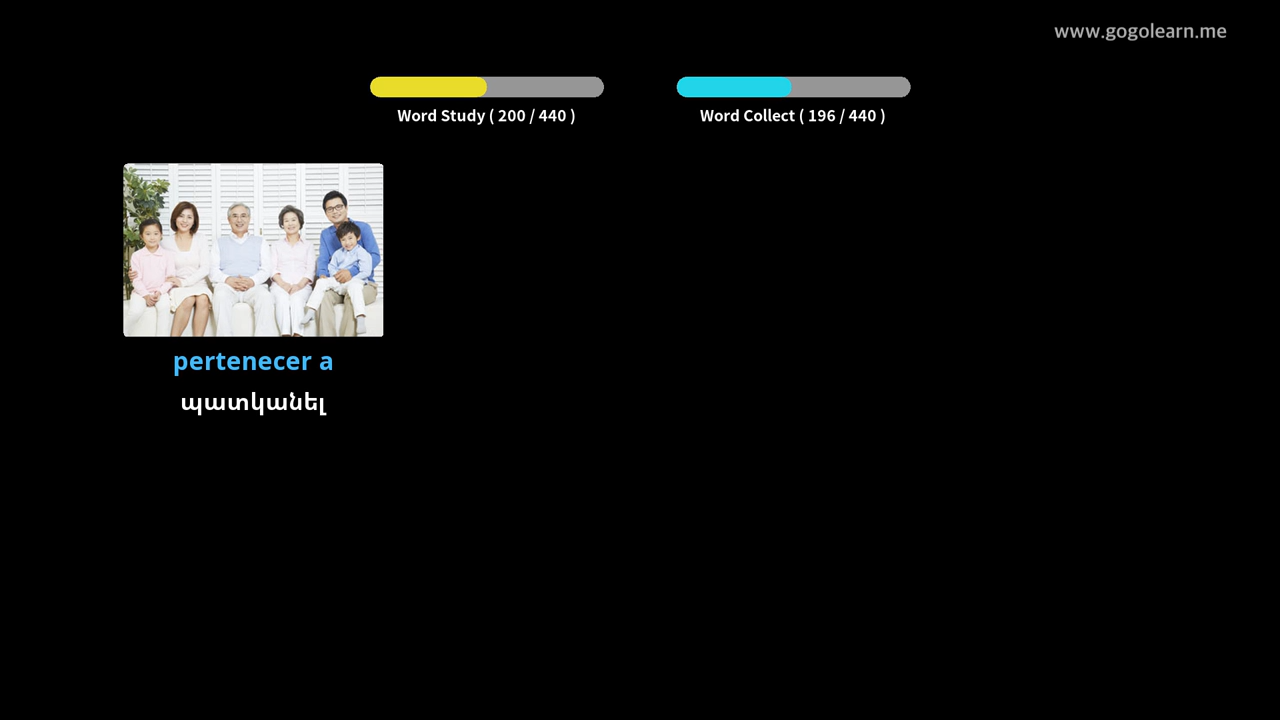 www.gogolearn.me
Word Study ( 200 / 440 )
Word Collect ( 196 / 440 )
pertenecer a
պատկանել